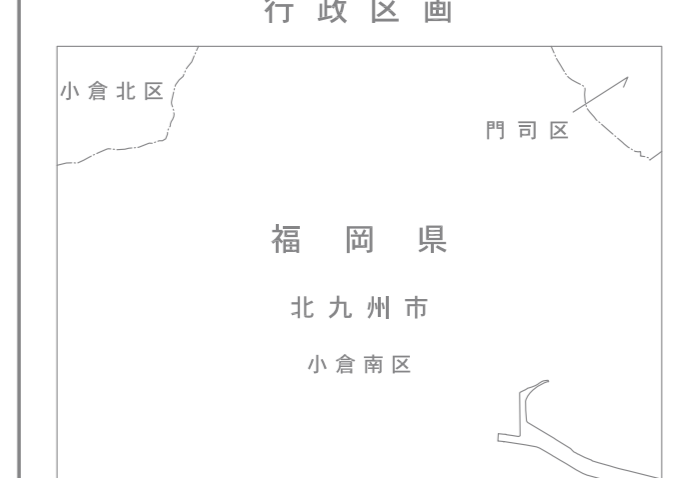 行政区画
小倉北区
門司区
福岡県
北九州市
小倉南区